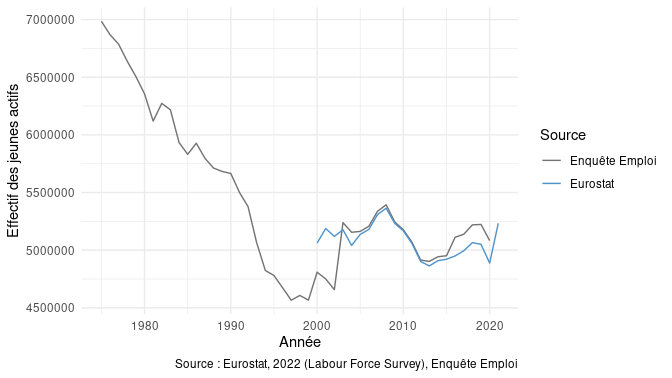 7000000
6500000
6000000
5500000
5000000
4500000
Effectif des jeunes actifs
1980
1990
2000
2010
2020
Année
Source
Enquête Emploi
Eurostat
Source : Eurostat, 2022 (Labour Force Survey), Enquête Emploi